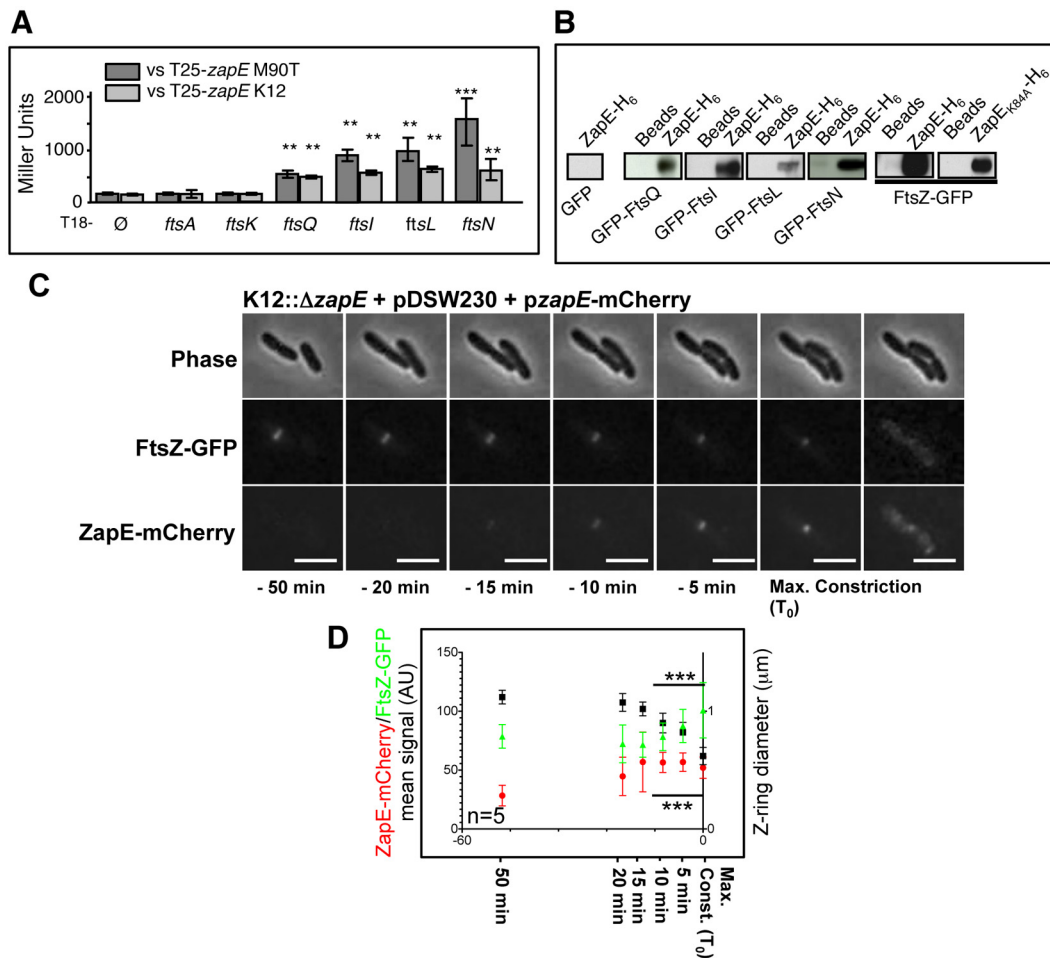 A
vs T25-zapE M90T
vs T25-zapE K12
Miller Units
2000
1000
0
** ** ** ** ** ** *** **
T18- Ø ftsA ftsK ftsQ ftsI ftsL ftsN
B
ZapE-H6 Beads ZapE-H6 Beads ZapE-H6 Beads ZapE-H6 Beads ZapE-H6 Beads ZapE-H6 Beads ZapEK84A-H6
GFP GFP-FtsQ GFP-FtsI GFP-FtsL GFP-FtsN FtsZ-GFP
C
K12::ΔzapE + pDSW230 + pzapE-mCherry
Phase
FtsZ-GFP
ZapE-mCherry
- 50 min - 20 min - 15 min - 10 min - 5 min Max. Constriction
(T0)
D
ZapE-mCherry/FtsZ-GFP
mean signal (AU)
150
100
50
0
n=5
***
***
1
0
Z-ring diameter (μm)
-60 0
50 min
20 min
15 min
10 min
5 min
Max.
Const. (T0)